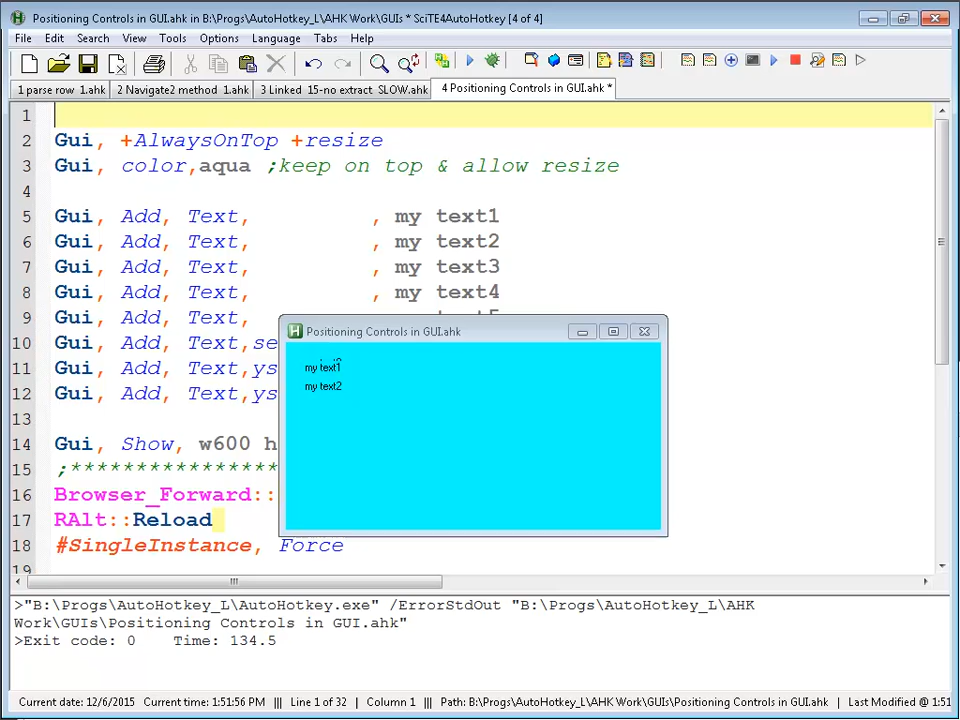 Positioning Controls in GUI.ahk in B:\Progs\AutoHotkey_L\AHK Work\GUIs * SciTE4AutoHotkey [4 of 4]
File Edit Search View Tools Options Language Tabs Help
1 parse row 1.ahk 2 Navigate2 method 1.ahk 3 Linked 15-no extract SLOW.ahk 4 Positioning Controls in GUI.ahk *
1
2 Gui, +AlwaysOnTop +resize
3 Gui, color,aqua ;keep on top & allow resize
4
5 Gui, Add, Text, , my text1
6 Gui, Add, Text, , my text2
7 Gui, Add, Text, , my text3
8 Gui, Add, Text, , my text4
9 Gui, Add, Text,
10 Gui, Add, Text,se
11 Gui, Add, Text,ys
12 Gui, Add, Text,ys
13
14 Gui, Show, w600 h
15 ;****************
16 Browser_Forward::
17 RAlt::Reload
18 #SingleInstance, Force
19
Positioning Controls in GUI.ahk
my text1
my text2
>"B:\Progs\AutoHotkey_L\AutoHotkey.exe" /ErrorStdOut "B:\Progs\AutoHotkey_L\AHK
Work\GUIs\Positioning Controls in GUI.ahk"
>Exit code: 0 Time: 134.5
Current date: 12/6/2015 Current time: 1:51:56 PM ||| Line 1 of 32 | Column 1 ||| Path: B:\Progs\AutoHotkey_L\AHK Work\GUIs\Positioning Controls in GUI.ahk ||| Last Modified @ 1:51